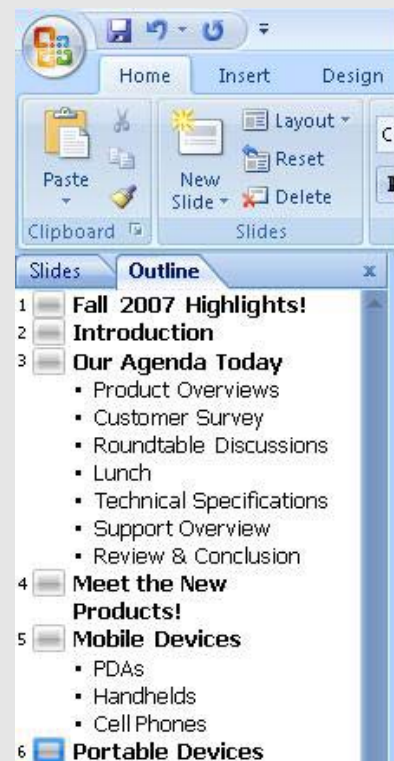 Home Insert Design
Paste
New
Slide
Layout
Reset
Delete
C
Clipboard
Slides
Slides Outline x
1 Fall 2007 Highlights!
2 Introduction
3 Our Agenda Today
▪ Product Overviews
▪ Customer Survey
▪ Roundtable Discussions
▪ Lunch
▪ Technical Specifications
▪ Support Overview
▪ Review & Conclusion
4 Meet the New
Products!
5 Mobile Devices
▪ PDAs
▪ Handhelds
▪ Cell Phones
6 Portable Devices